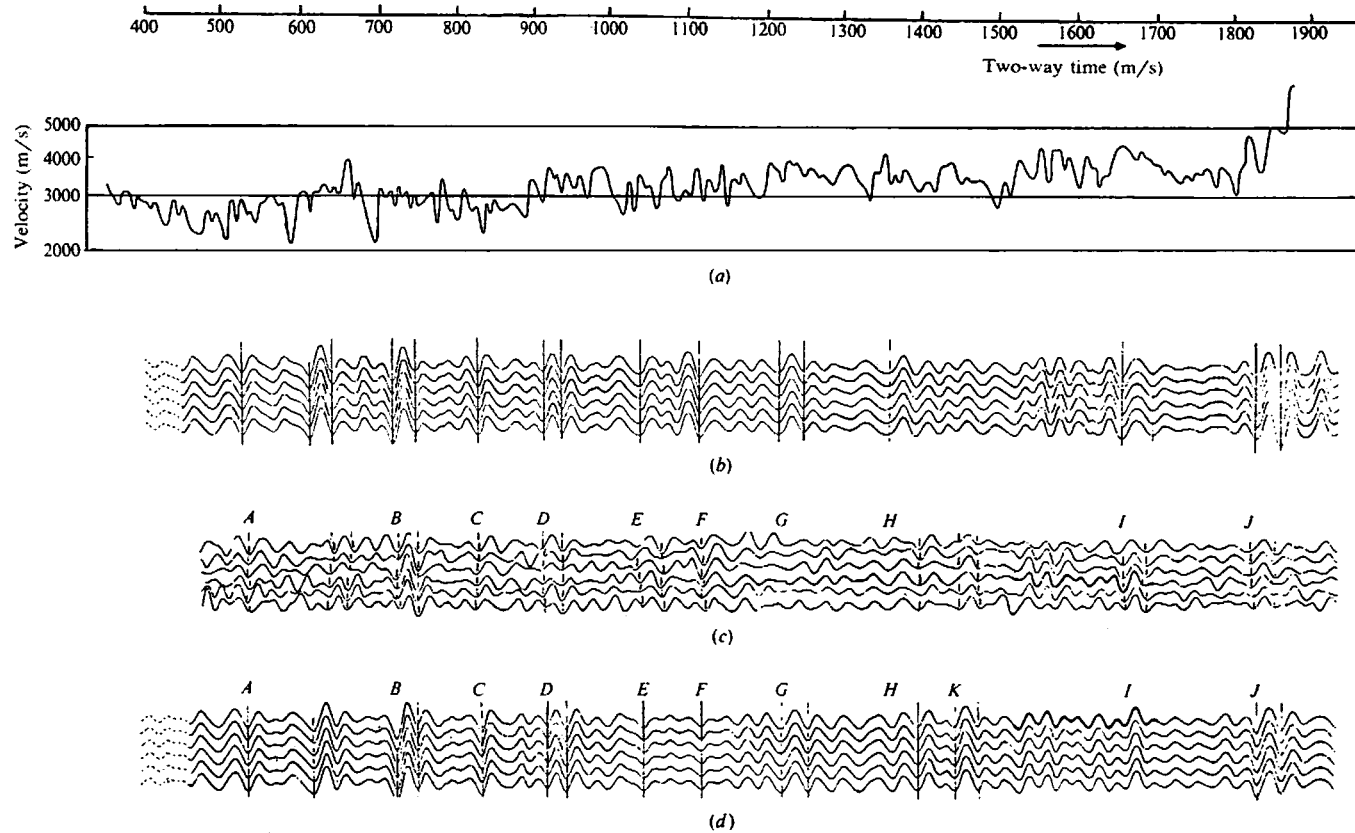 400 500 600 700 800 900 1000 1100 1200 1300 1400 1500 1600 1700 1800 1900
Two-way time (m/s)
Velocity (m/s)
5000
4000
3000
2000
(a)
(b)
A B C D E F G H I J
(c)
A B C D E F G H K I J
(d)